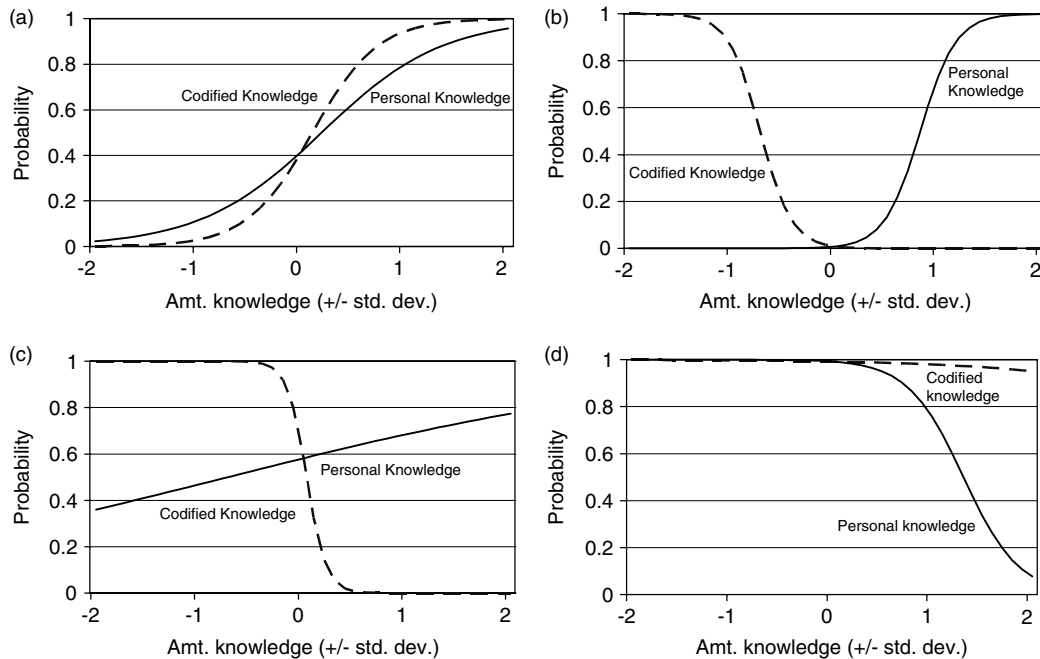 (a)
1
0.8
0.6
0.4
0.2
0
Probability
Codified Knowledge
Personal Knowledge
-2
-1
0
1
2
Amt. knowledge (+/- std. dev.)
(b)
1
0.8
0.6
0.4
0.2
0
Probability
Personal
Knowledge
Codified Knowledge
-2
-1
0
1
2
Amt. knowledge (+/- std. dev.)
(c)
1
0.8
0.6
0.4
0.2
0
Probability
Personal Knowledge
Codified Knowledge
-2
-1
0
1
2
Amt. knowledge (+/- std. dev.)
(d)
1
0.8
0.6
0.4
0.2
0
Probability
Codified
knowledge
Personal knowledge
-2
-1
0
1
2
Amt. knowledge (+/- std. dev.)